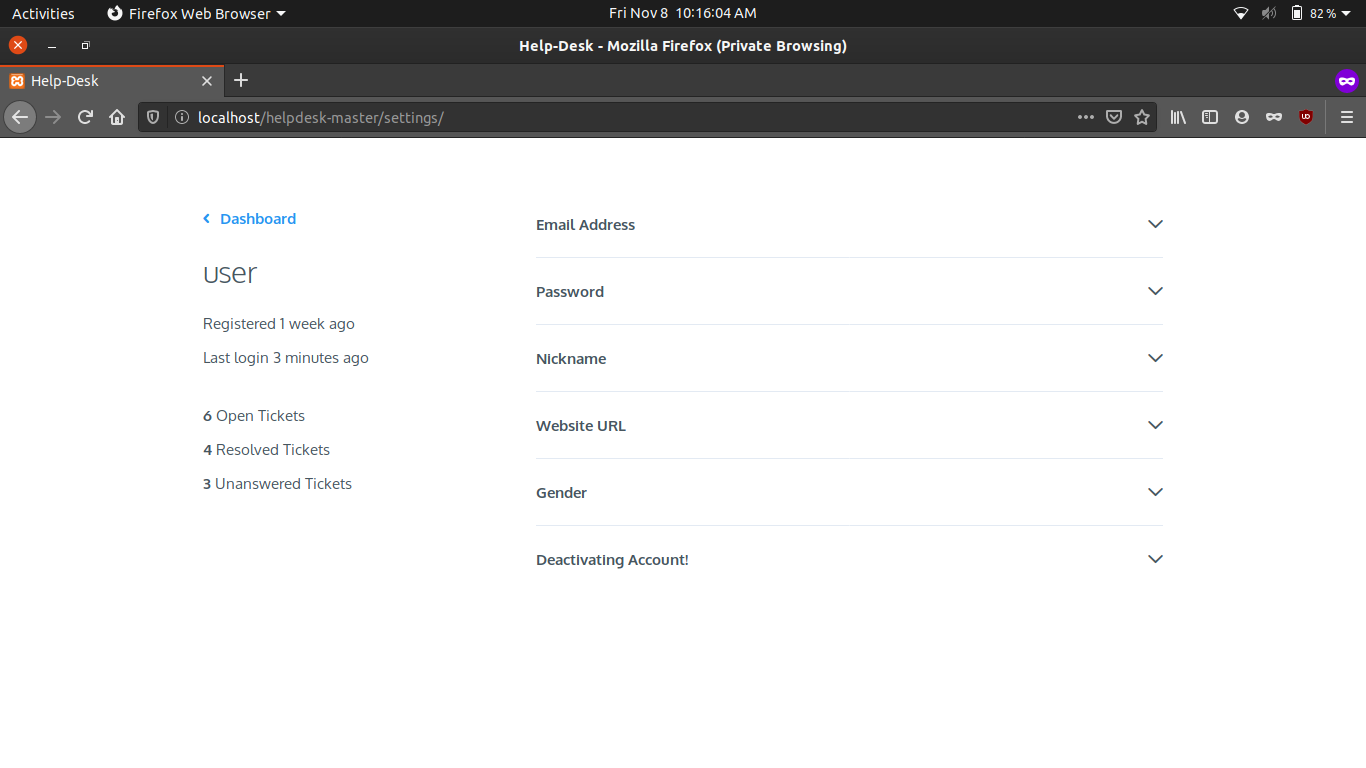 Activities
Firefox Web Browser
Fri Nov 8 10:16:04 AM
82 %
Help-Desk - Mozilla Firefox (Private Browsing)
Help-Desk
localhost/helpdesk-master/settings/
Dashboard
user
Registered 1 week ago
Last login 3 minutes ago
6 Open Tickets
4 Resolved Tickets
3 Unanswered Tickets
Email Address
Password
Nickname
Website URL
Gender
Deactivating Account!